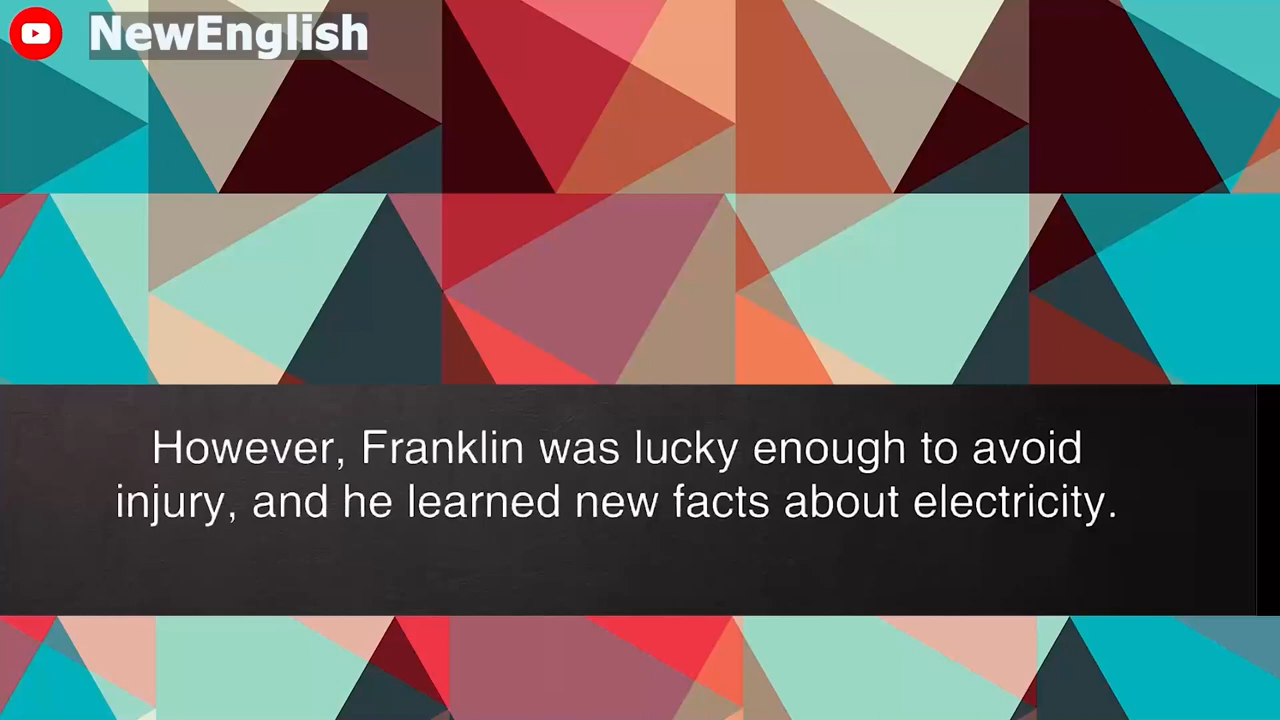 NewEnglish
However, Franklin was lucky enough to avoid
injury, and he learned new facts about electricity.